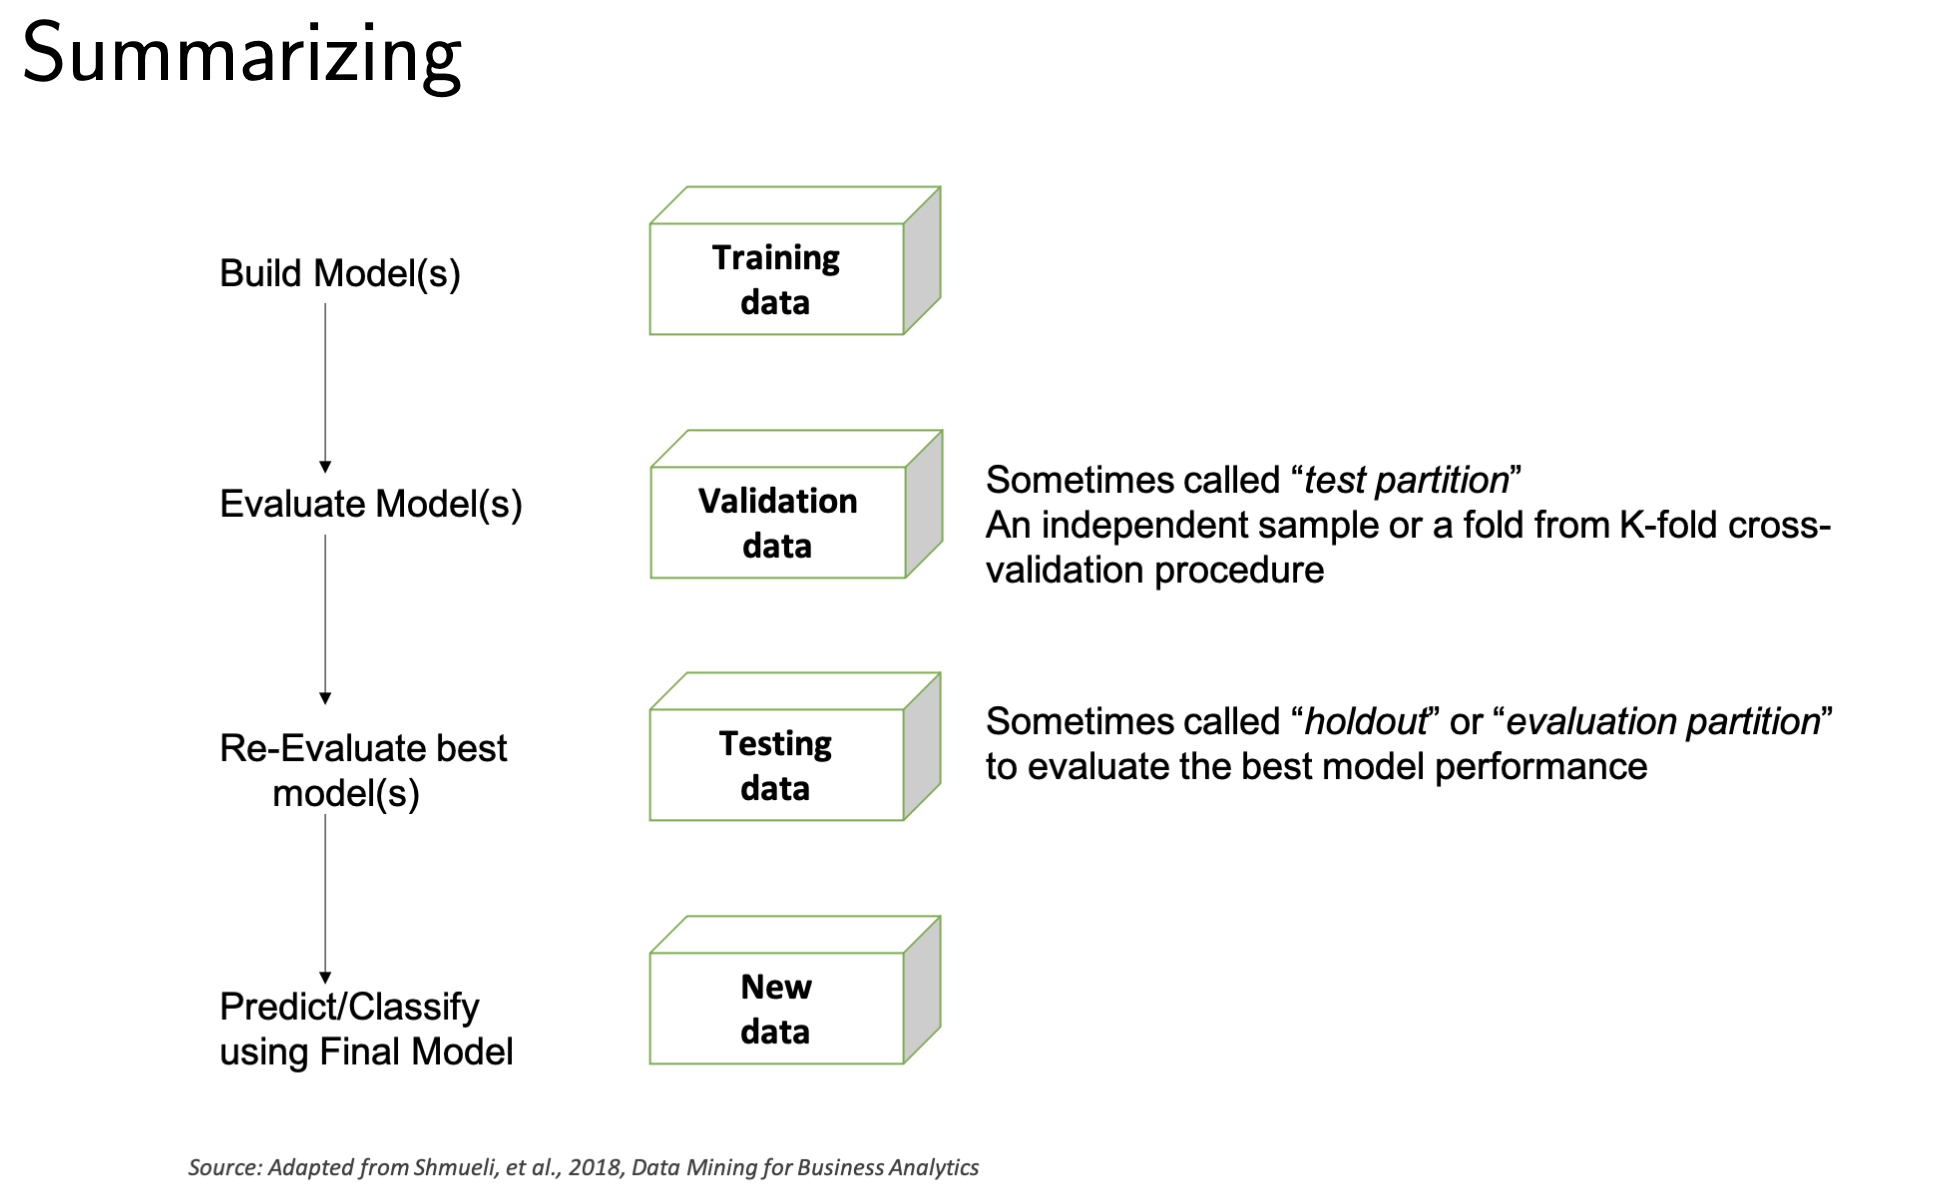 Summarizing
Build Model(s)
Training
data
Evaluate Model(s)
Validation
data
Sometimes called “test partition”
An independent sample or a fold from K-fold cross-
validation procedure
Re-Evaluate best
model(s)
Testing
data
Sometimes called “holdout” or “evaluation partition”
to evaluate the best model performance
Predict/Classify
using Final Model
New
data
Source: Adapted from Shmueli, et al., 2018, Data Mining for Business Analytics